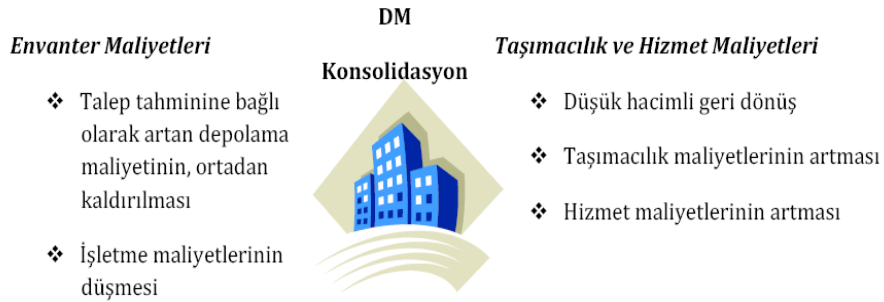 DM
Konsolidasyon
Envanter Maliyetleri
❖ Talep tahminine bağlı
olarak artan depolama
maliyetinin, ortadan
kaldırılması
❖ İşletme maliyetlerinin
düşmesi
Taşımacılık ve Hizmet Maliyetleri
❖ Düşük hacimli geri dönüş
❖ Taşımacılık maliyetlerinin artması
❖ Hizmet maliyetlerinin artması